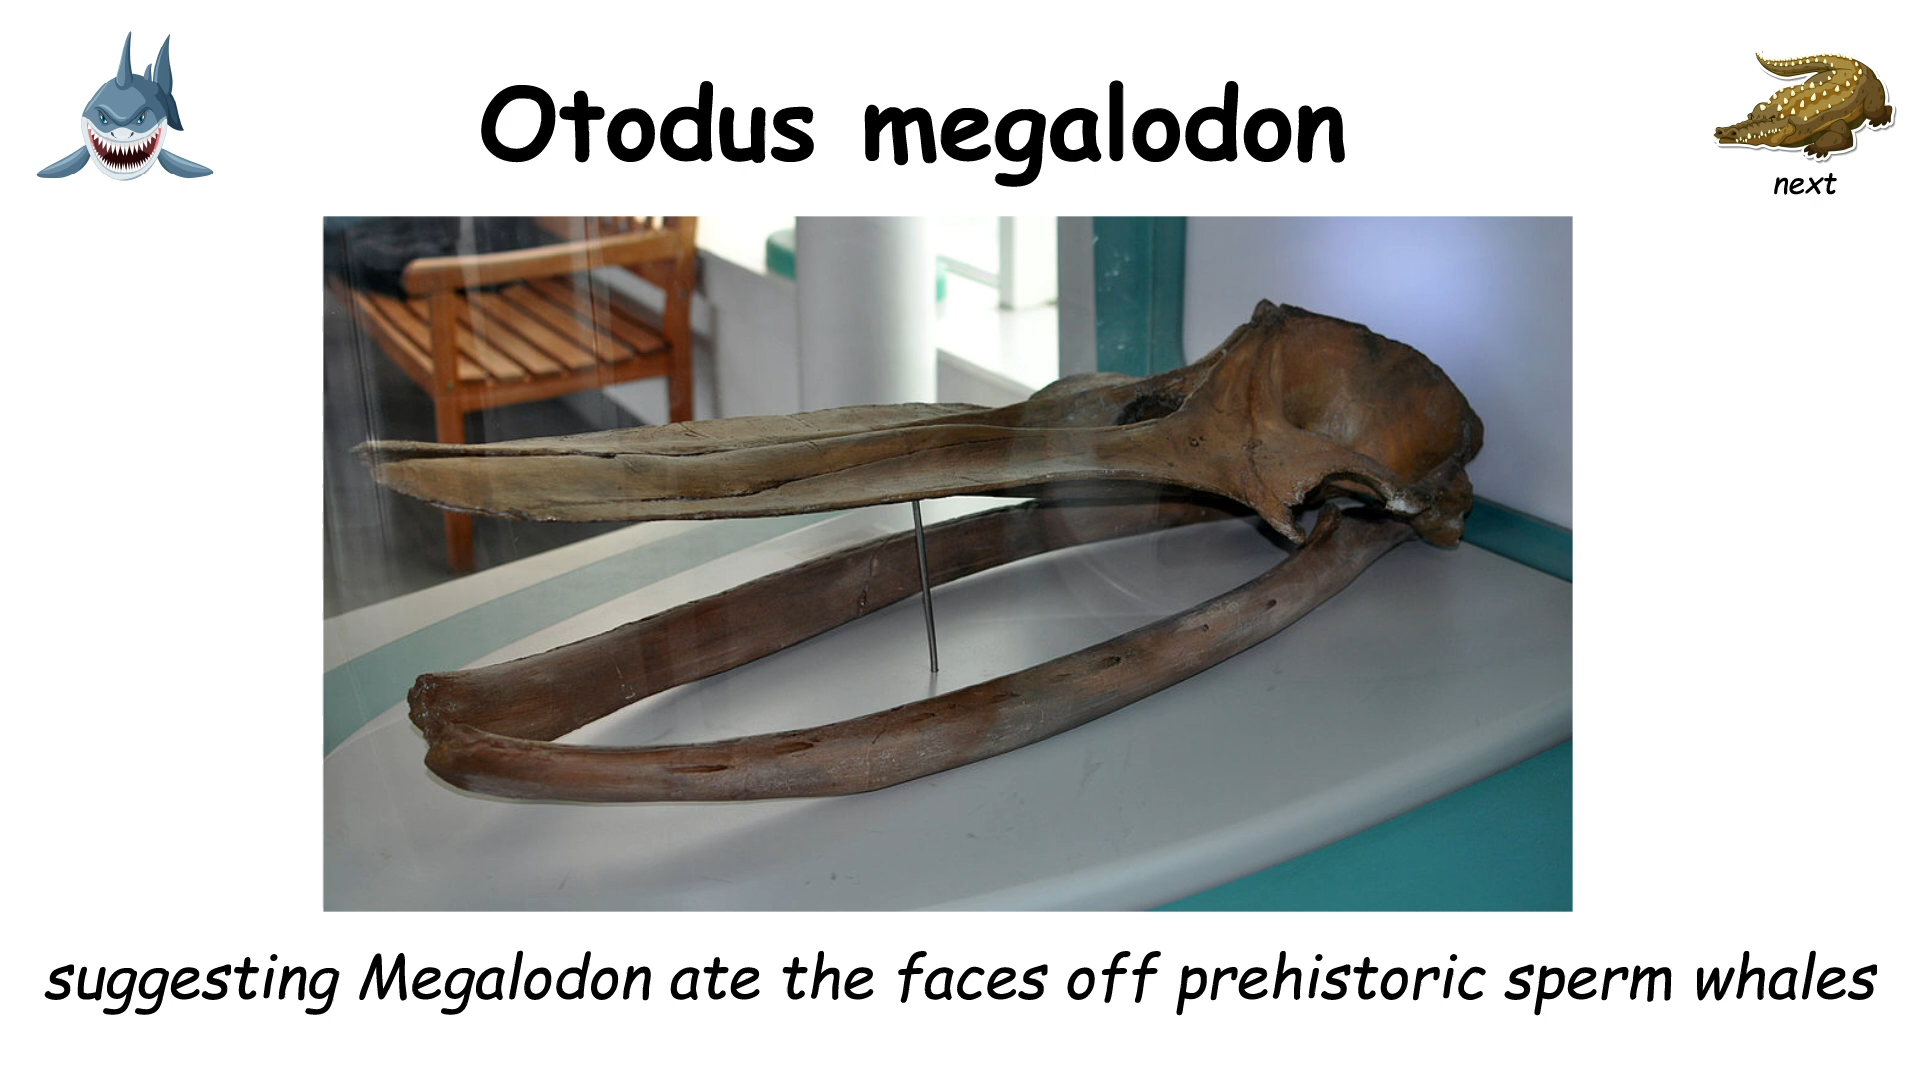 Otodus megalodon
next
suggesting Megalodon ate the faces off prehistoric sperm whales